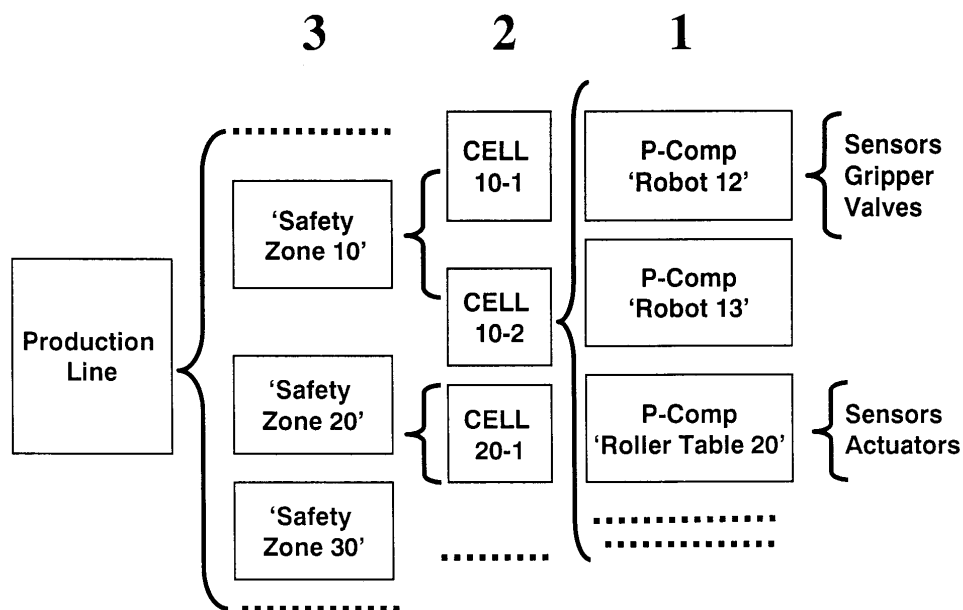 3
2
1
Production
Line
‘Safety
Zone 10’
‘Safety
Zone 20’
‘Safety
Zone 30’
CELL
10-1
CELL
10-2
CELL
20-1
P-Comp
‘Robot 12’
P-Comp
‘Robot 13’
P-Comp
‘Roller Table 20’
Sensors
Gripper
Valves
Sensors
Actuators